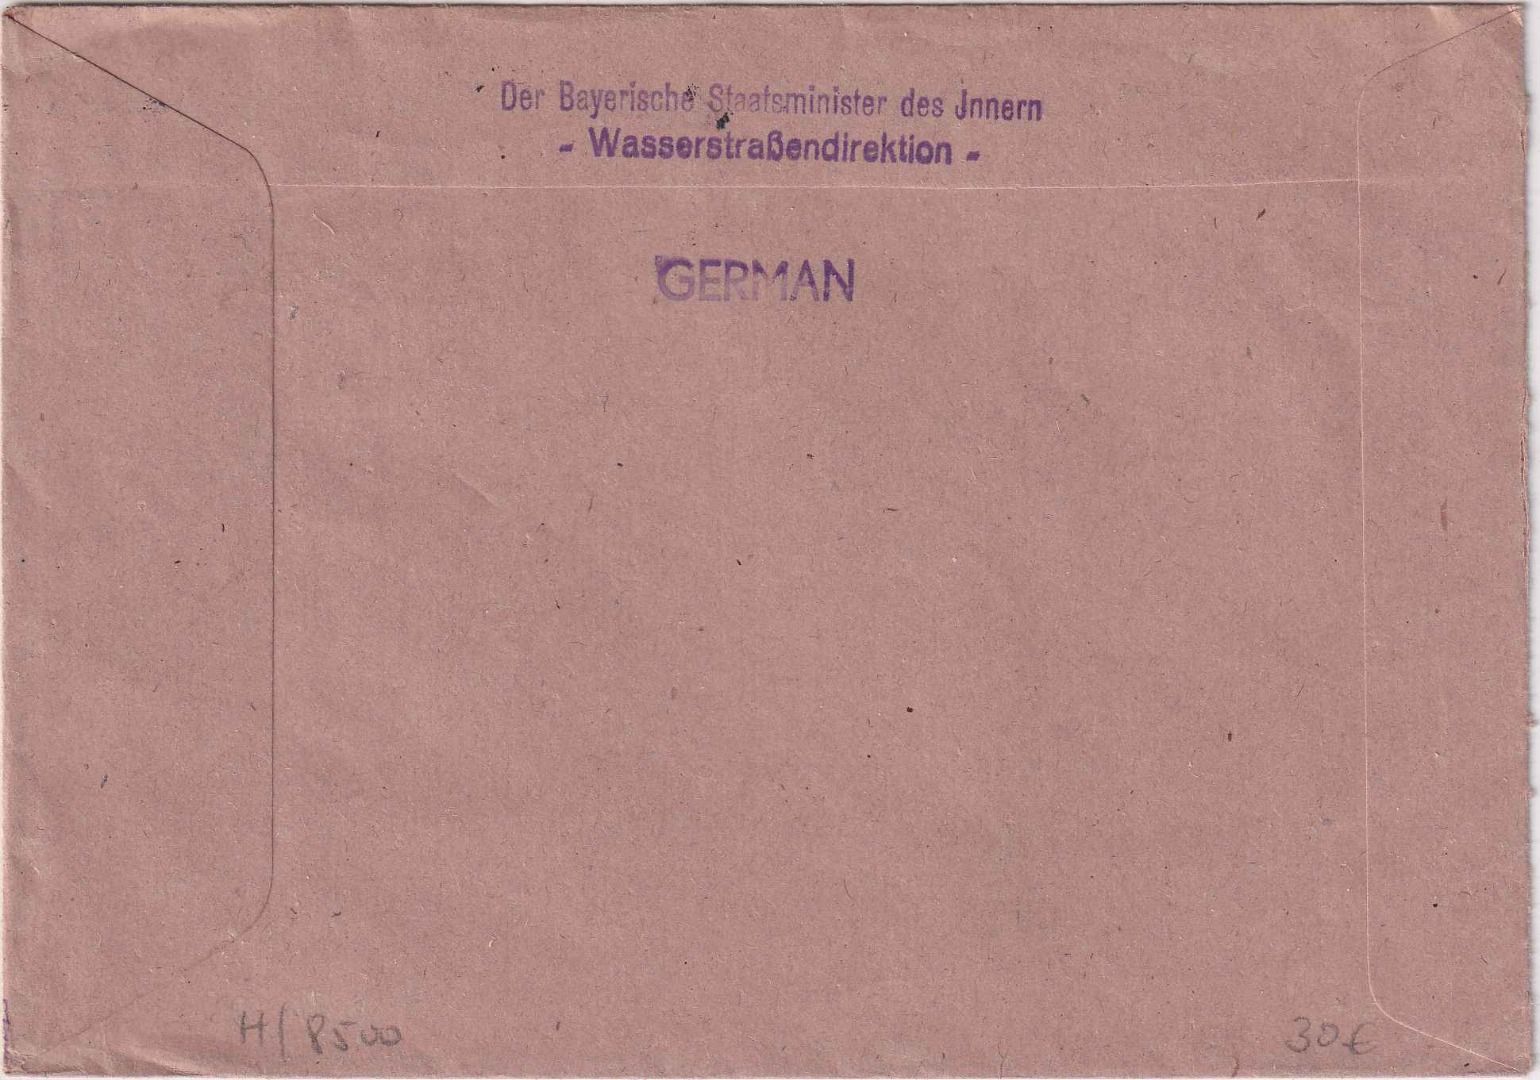 Der Bayerische Staatsminister des Jnnern
- Wasserstraßendirektion -
GERMAN
H/8500
30€